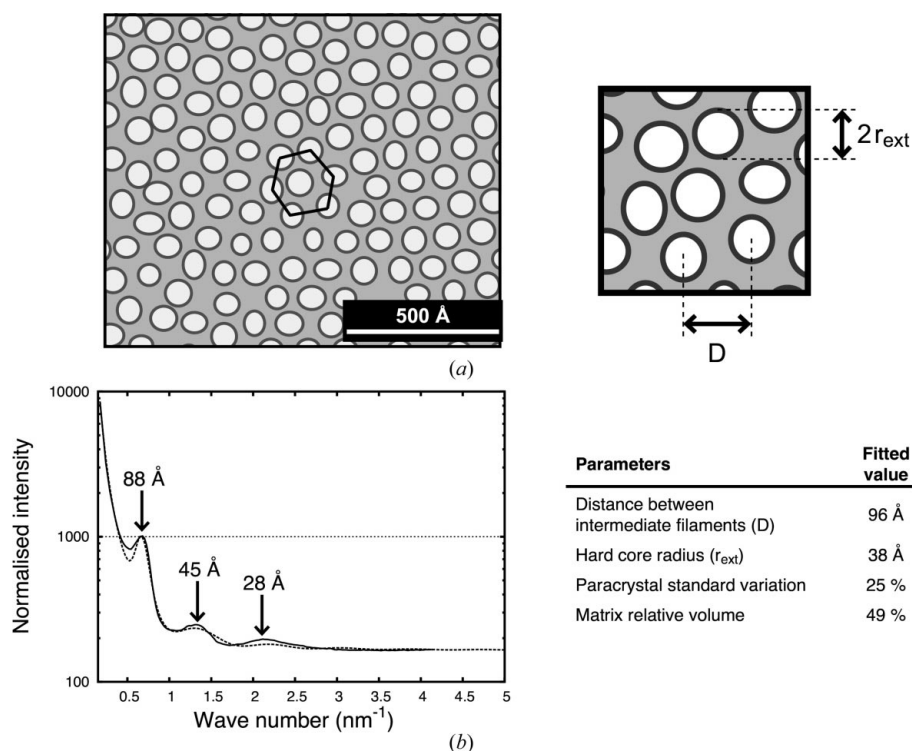 500 Å
2rext
D
(a)
10000
1000
100
Normalised intensity
88 Å
45 Å
28 Å
0.5 1 1.5 2 2.5 3 3.5 4 4.5 5
Wave number (nm-1)
Parameters Fitted value
Distance between
intermediate filaments (D) 96 Å
Hard core radius (rext) 38 Å
Paracrystal standard variation 25 %
Matrix relative volume 49 %
(b)